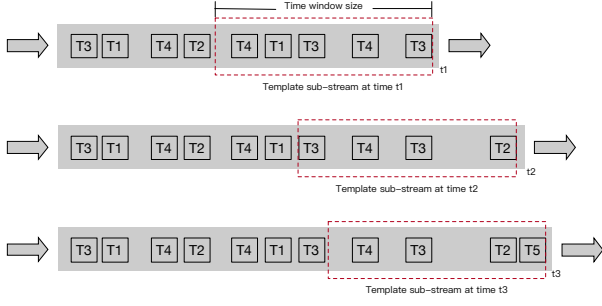 Time window size
T3 T1 T4 T2 T4 T1 T3 T4 T3
t1
Template sub-stream at time t1
T3 T1 T4 T2 T4 T1 T3 T4 T3 T2
t2
Template sub-stream at time t2
T3 T1 T4 T2 T4 T1 T3 T4 T3 T2 T5
t3
Template sub-stream at time t3